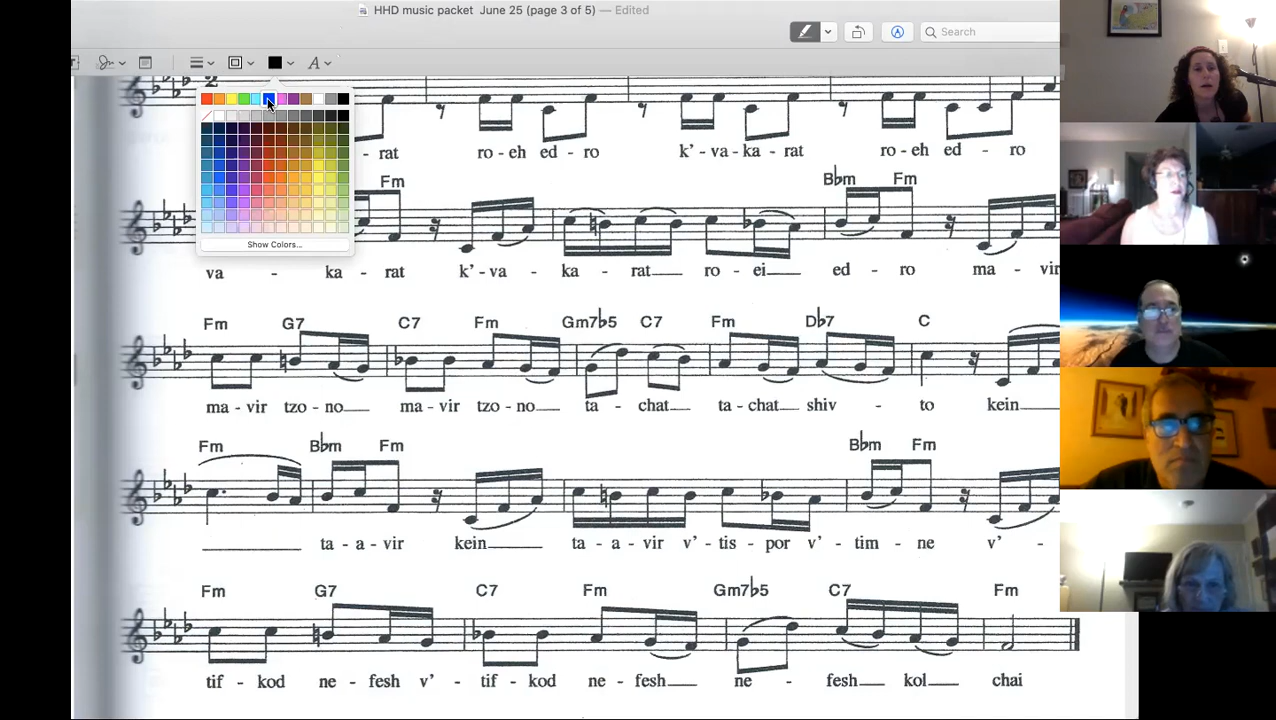 HHD music packet June 25 (page 3 of 5) — Edited
Search
A
2
- rat ro - eh ed - ro k' - va - ka - rat ro - eh ed - ro
Fm Bbm Fm
va - ka - rat k' - va - ka - rat ro - ei ed - ro ma - vir
Fm G7 C7 Fm Gm7b5 C7 Fm Db7 C
ma - vir tzo - no ma - vir tzo - no ta - chat ta - chat shiv - to kein
Fm Bbm Fm Bbm Fm
ta - a - vir kein ta - a - vir v' - tis - por v' - tim - ne v' -
Fm G7 C7 Fm Gm7b5 C7 Fm
tif - kod ne - fesh v' - tif - kod ne - fesh ne - fesh kol chai
Show Colors...